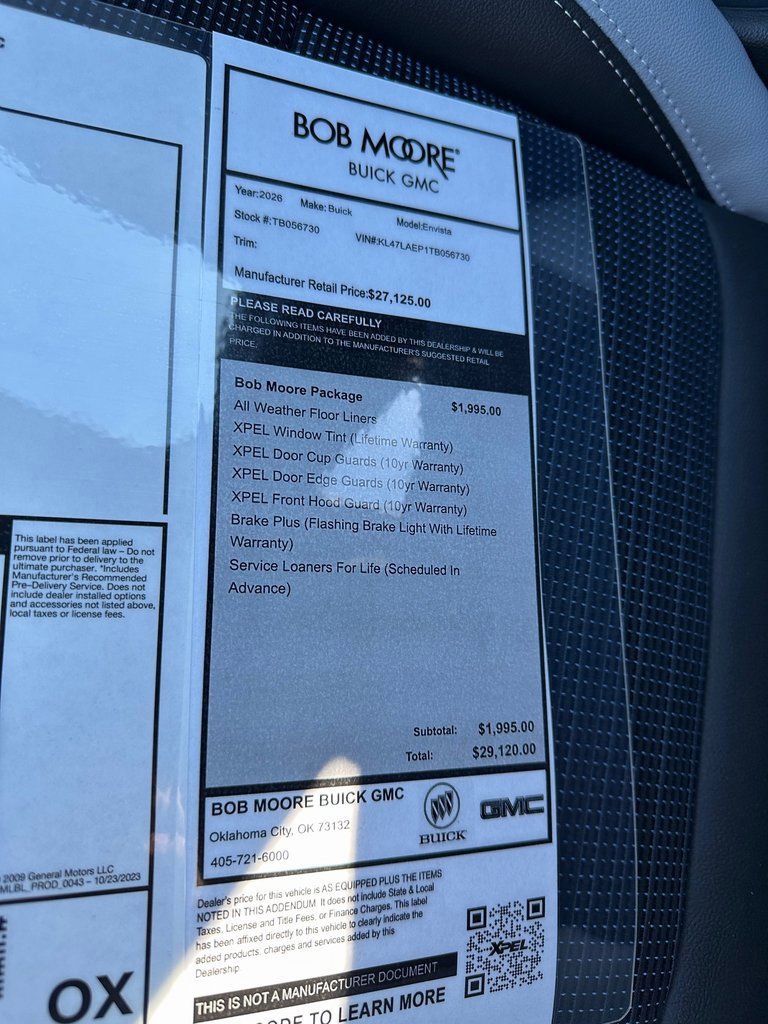 BOB MOORE
BUICK GMC
Year:2026 Make: Buick Model:Envista
Stock #:TB056730 VIN#:KL47LAEP1TB056730
Trim:
Manufacturer Retail Price:$27,125.00
PLEASE READ CAREFULLY
THE FOLLOWING ITEMS HAVE BEEN ADDED BY THIS DEALERSHIP & WILL BE
CHARGED IN ADDITION TO THE MANUFACTURER'S SUGGESTED RETAIL
PRICE.
Bob Moore Package $1,995.00
All Weather Floor Liners
XPEL Window Tint (Lifetime Warranty)
XPEL Door Cup Guards (10yr Warranty)
XPEL Door Edge Guards (10yr Warranty)
XPEL Front Hood Guard (10yr Warranty)
Brake Plus (Flashing Brake Light With Lifetime
Warranty)
Service Loaners For Life (Scheduled In
Advance)
Subtotal: $1,995.00
Total: $29,120.00
BOB MOORE BUICK GMC
Oklahoma City, OK 73132
405-721-6000
BUICK
GMC
Dealer's price for this vehicle is AS EQUIPPED PLUS THE ITEMS
NOTED IN THIS ADDENDUM. It does not include State & Local
Taxes, License and Title Fees, or Finance Charges. This label
has been affixed directly to this vehicle to clearly indicate the
added products, charges and services added by this
Dealership.
XPEL
THIS IS NOT A MANUFACTURER DOCUMENT
TO LEARN MORE
This label has been applied
pursuant to Federal law – Do not
remove prior to delivery to the
ultimate purchaser. *Includes
Manufacturer's Recommended
Pre–Delivery Service. Does not
include dealer installed options
and accessories not listed above,
local taxes or license fees.
2009 General Motors LLC
MLBL_PROD_0043 – 10/23/2023
OX